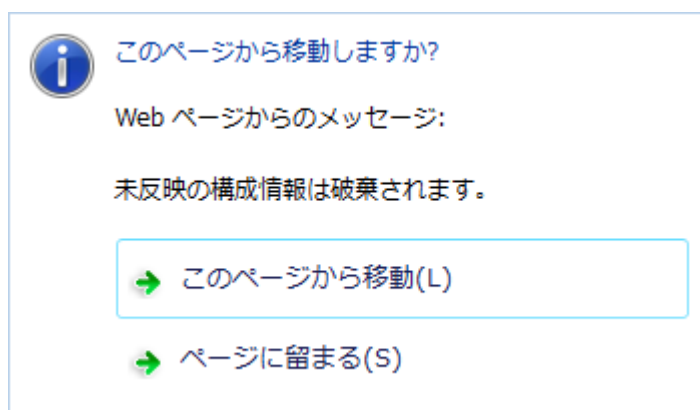 このページから移動しますか?
Web ページからのメッセージ:
未反映の構成情報は破棄されます。
このページから移動(L)
ページに留まる(S)